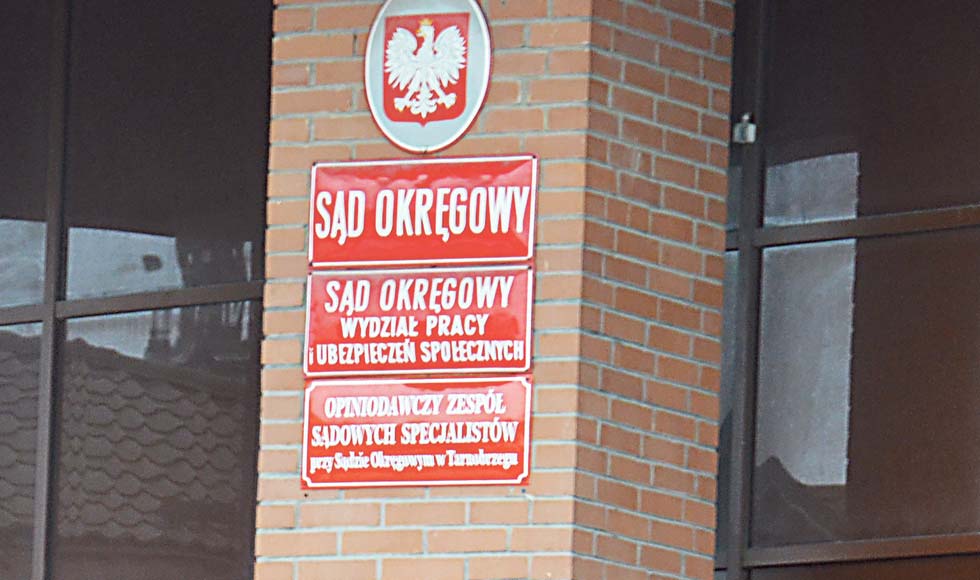 SĄD OKRĘGOWY
SĄD OKRĘGOWY
WYDZIAŁ PRACY
i UBEZPIECZEŃ SPOŁECZNYCH
OPINIODAWCZY ZESPÓŁ
SĄDOWYCH SPECJALISTÓW
przy Sądzie Okręgowym w Tarnobrzegu